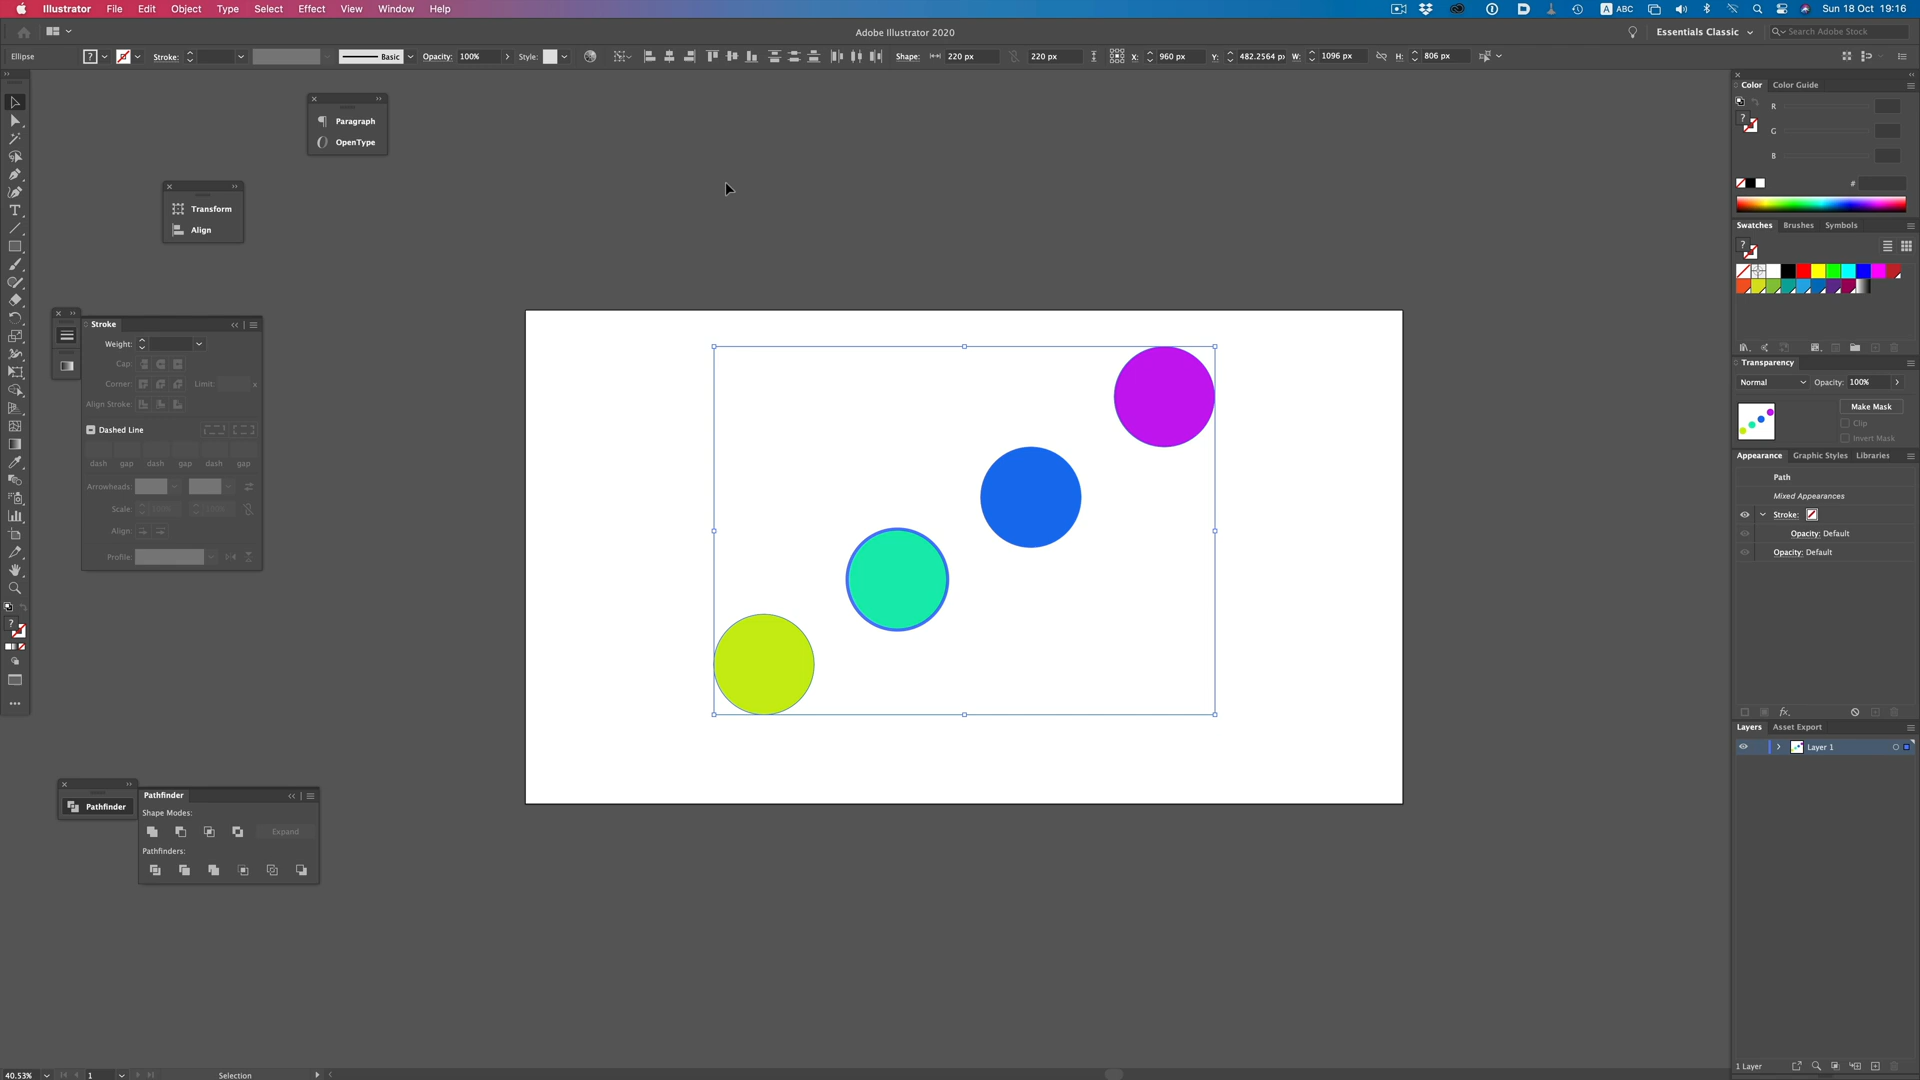 Illustrator File Edit Object Type Select Effect View Window Help
ABC Sun 18 Oct 19:16
Adobe Illustrator 2020
Essentials Classic
Search Adobe Stock
Ellipse Stroke: Basic Opacity: 100% Style: Shape: 220 px 220 px X: 960 px Y: 482.2564 px W: 1096 px H: 806 px
Paragraph
OpenType
Transform
Align
Stroke
Weight:
Cap:
Corner: Limit: x
Align Stroke:
Dashed Line
dash gap dash gap dash gap
Arrowheads:
Scale: 100% 100%
Align:
Profile:
Pathfinder
Pathfinder
Shape Modes:
Expand
Pathfinders:
Color Color Guide
R
G
B
#
Swatches Brushes Symbols
Transparency
Normal Opacity: 100%
Make Mask
Clip
Invert Mask
Appearance Graphic Styles Libraries
Path
Mixed Appearances
Stroke:
Opacity: Default
Opacity: Default
fx
Layers Asset Export
Layer 1
1 Layer
40.53% 1 Selection